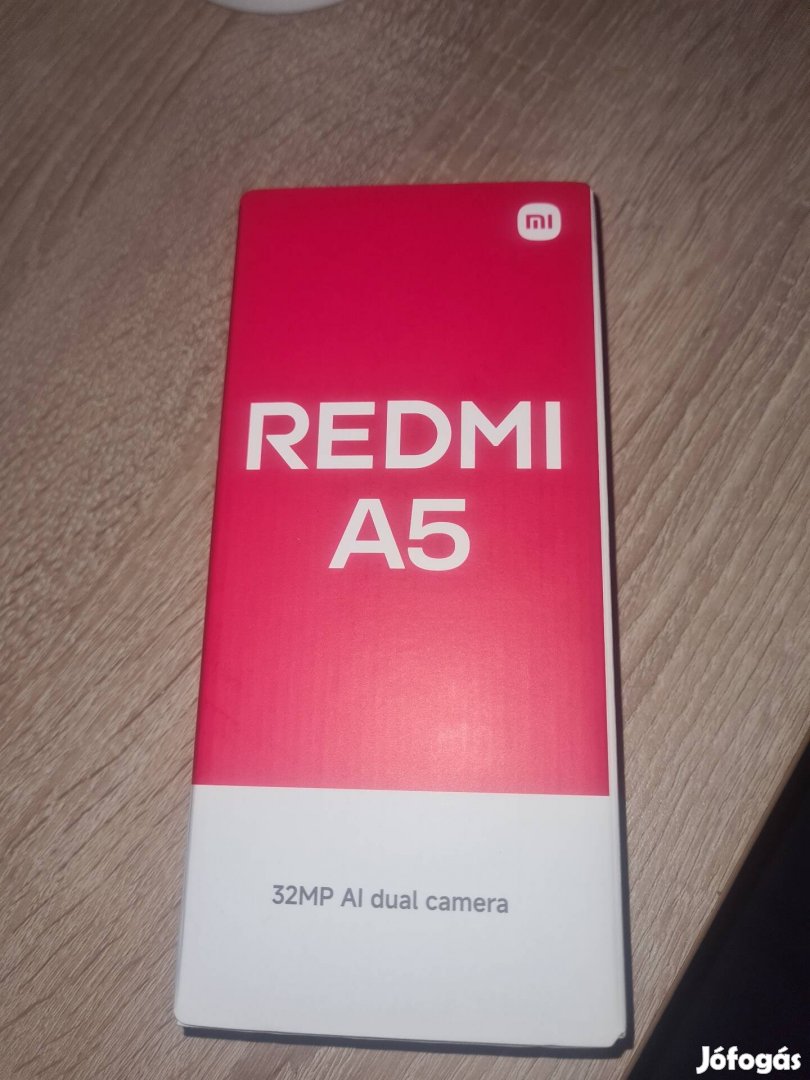 mi
REDMI
A5
32MP AI dual camera
Jófogás